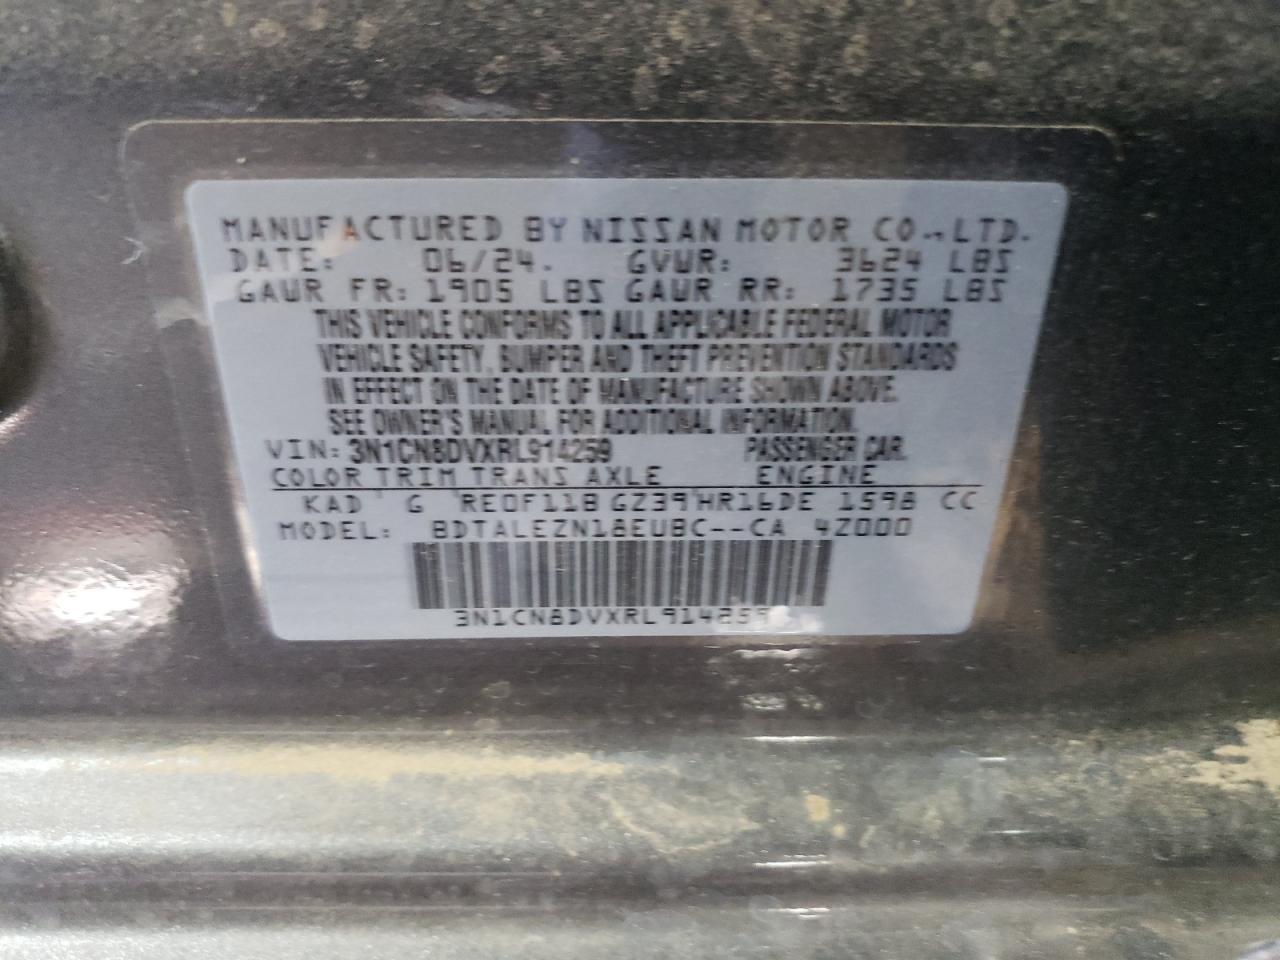 MANUFACTURED BY NISSAN MOTOR CO.,LTD.
DATE: 06/24. GVWR: 3624 LBS
GAWR FR: 1905 LBS GAWR RR: 1735 LBS
THIS VEHICLE CONFORMS TO ALL APPLICABLE FEDERAL MOTOR
VEHICLE SAFETY, BUMPER AND THEFT PREVENTION STANDARDS
IN EFFECT ON THE DATE OF MANUFACTURE SHOWN ABOVE.
SEE OWNER'S MANUAL FOR ADDITIONAL INFORMATION.
VIN: 3N1CN8DVXRL914259 PASSENGER CAR.
COLOR TRIM TRANS AXLE ENGINE
KAD G RE0F11B GZ39 HR16DE 1598 CC
MODEL: BDTALEZN18EUBC--CA 4Z000
3N1CN8DVXRL914259